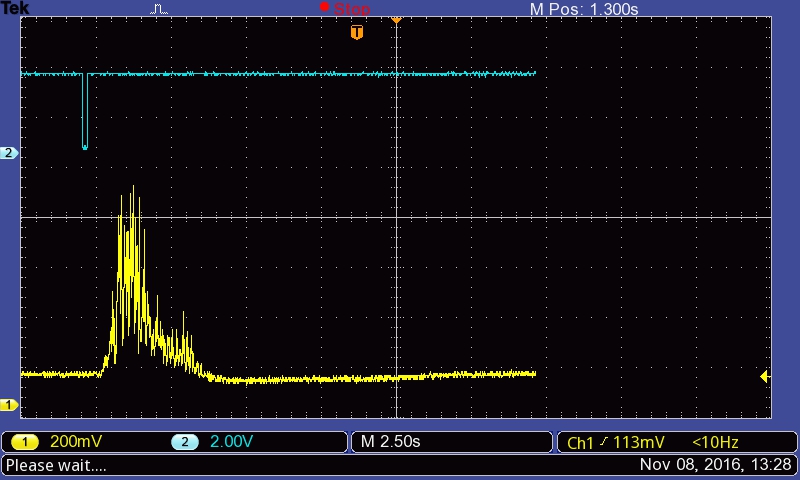 Tek Stop M Pos: 1.300s
T
2
1
1 200mV 2 2.00V M 2.50s Ch1 113mV <10Hz
Please wait.... Nov 08, 2016, 13:28